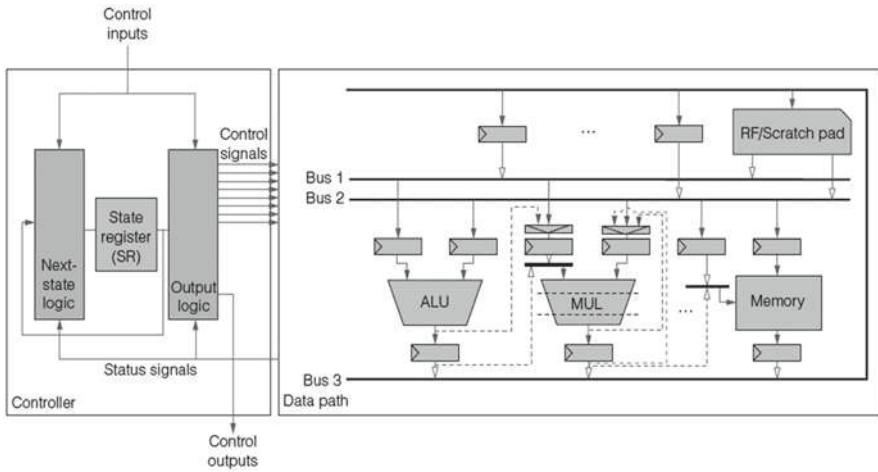 Control
inputs
Control
signals
RF/Scratch pad
...
Bus 1
Bus 2
State
register
(SR)
Next-
state
logic
Output
logic
ALU
MUL
...
Memory
Status signals
Bus 3
Controller
Data path
Control
outputs